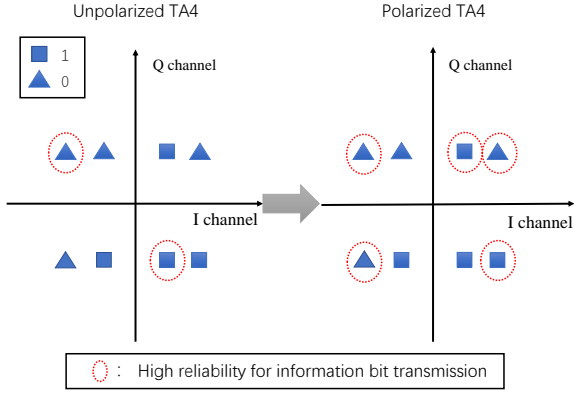 Unpolarized TA4
Polarized TA4
1
0
Q channel
Q channel
I channel
I channel
: High reliability for information bit transmission